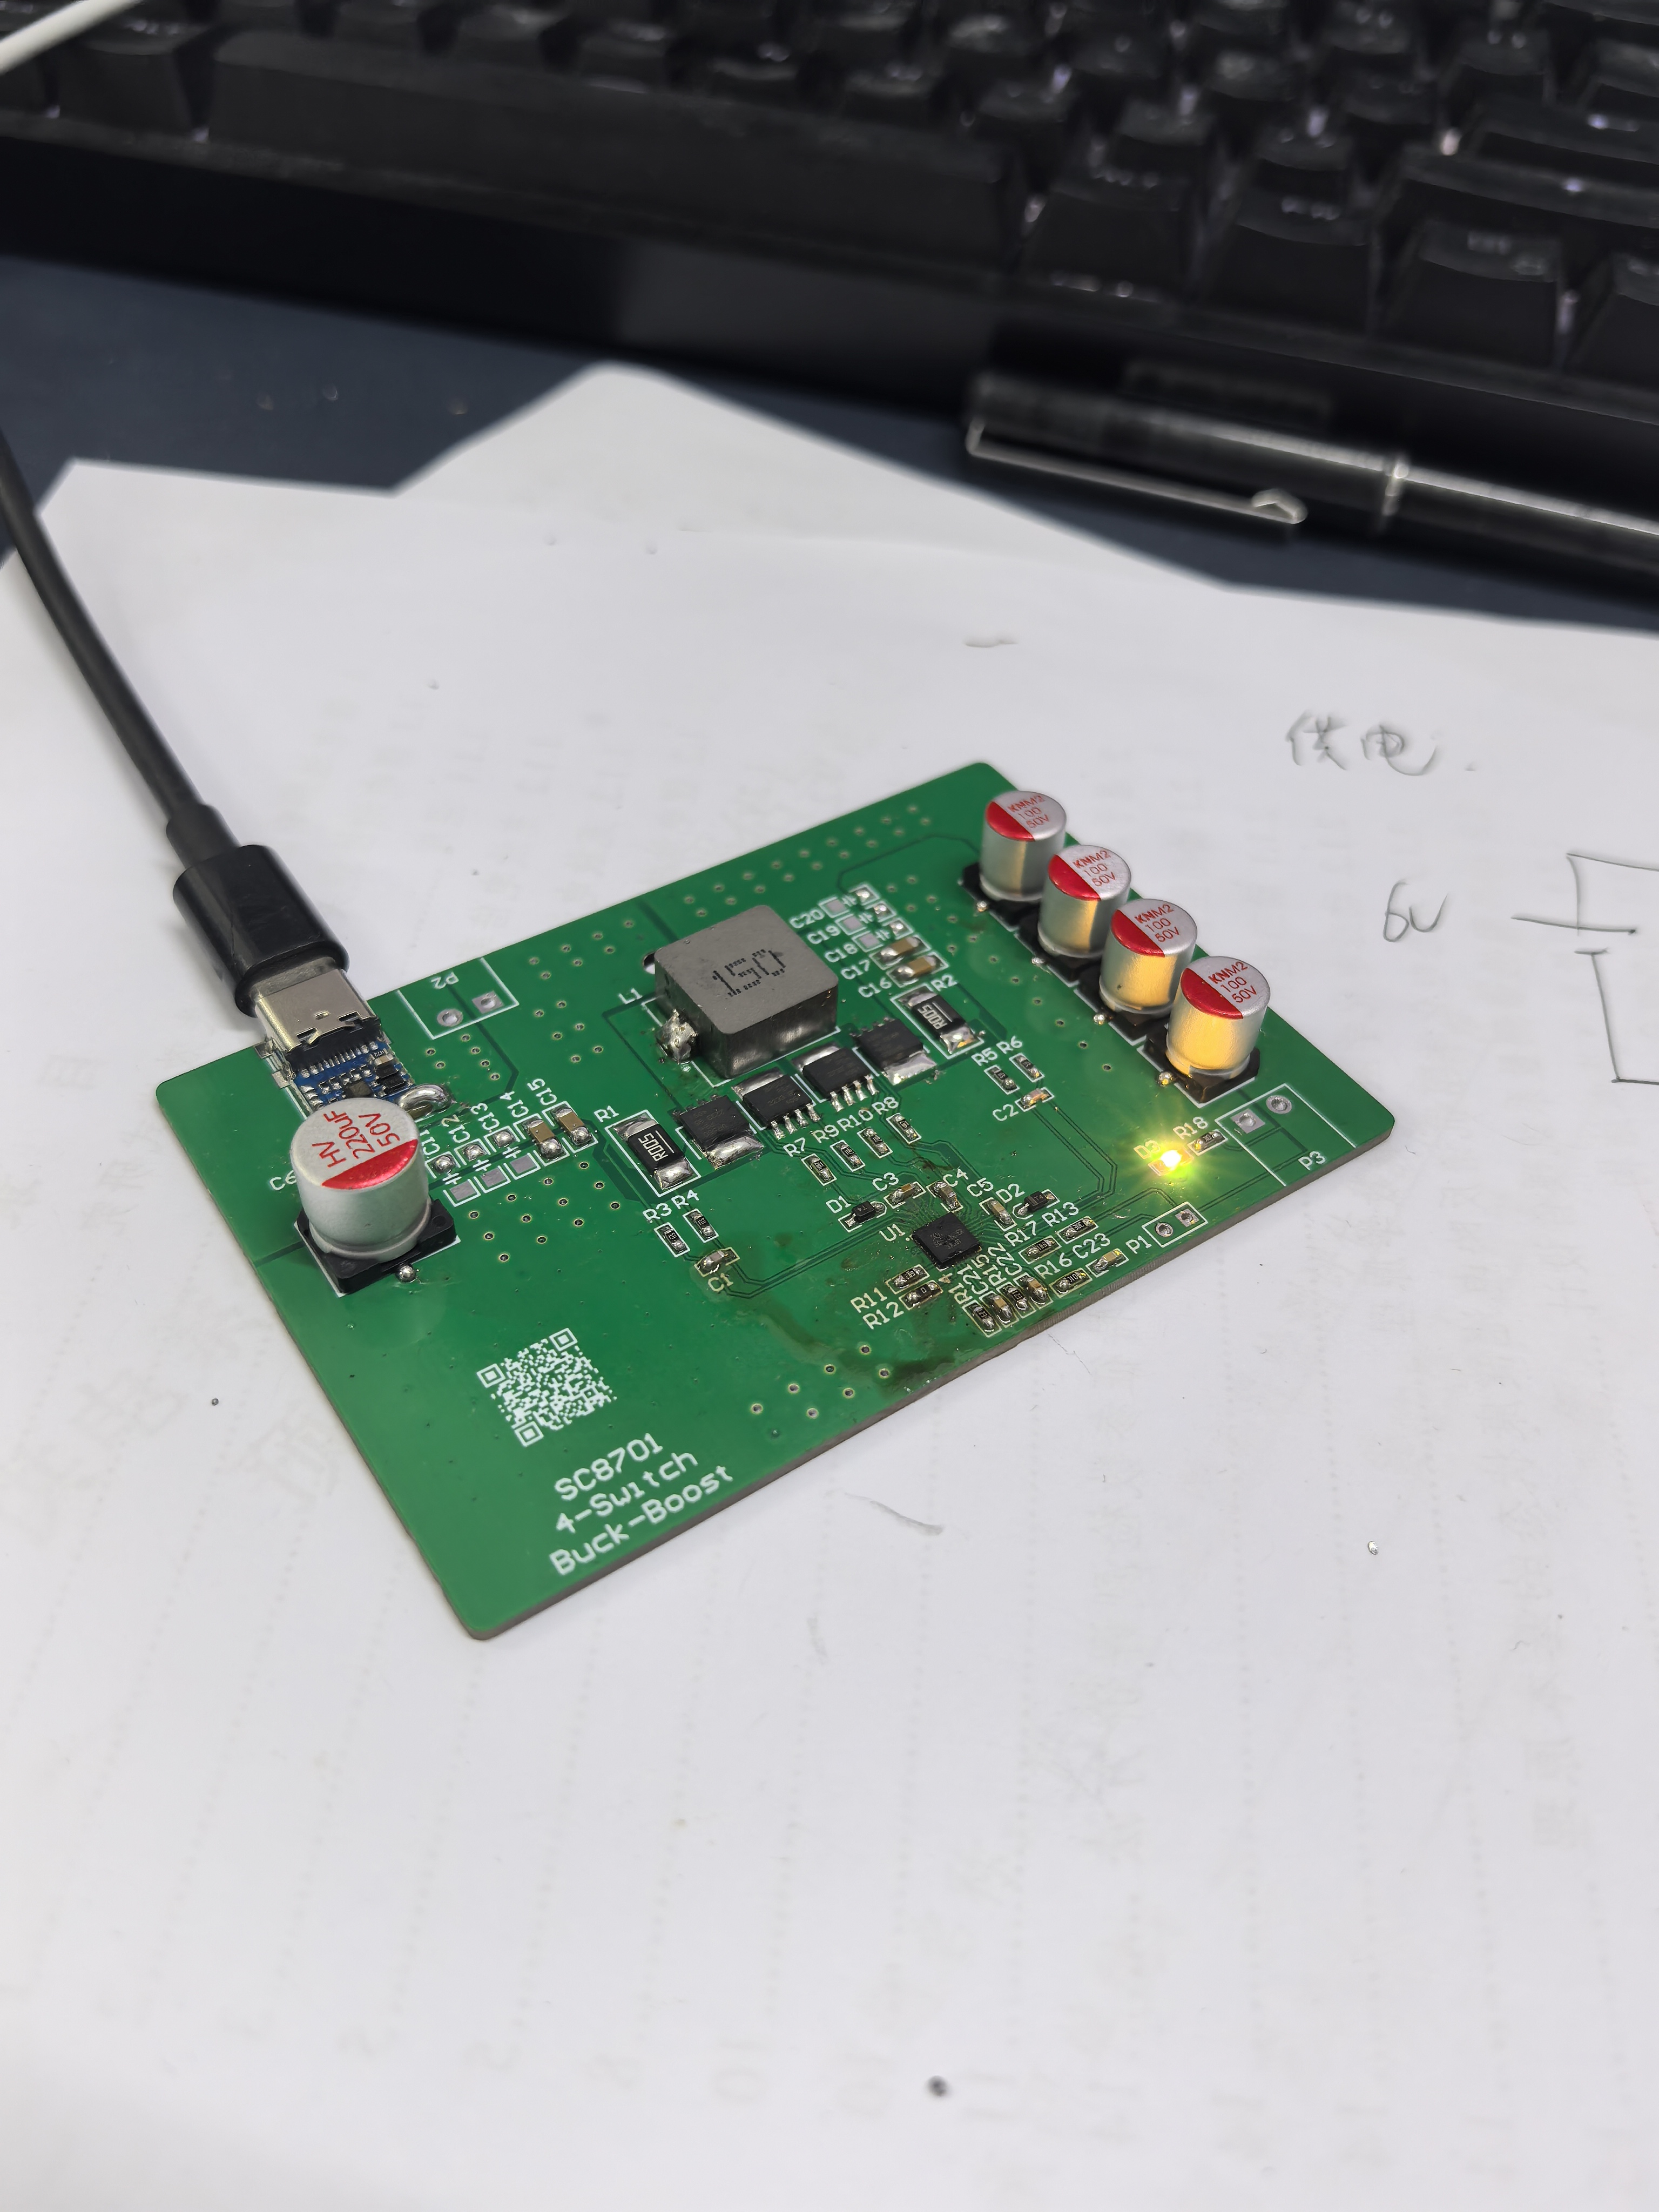 供电.
6V
KNM2
100
50V
KNM2
100
50V
KNM2
100
50V
KNM2
100
50V
P2
L1
150
C20
C19
C18
C17
C16
R2
R005
R5
R6
C2
HV
220uF
50V
C12
C13
C14
C15
R1
R005
R7
R9
R10
R8
R18
P3
R3
R4
C1
D1
C3
C4
C5
D2
U1
R17
R13
R11
R12
R16
C23
P1
SC8701
4-Switch
Buck-Boost